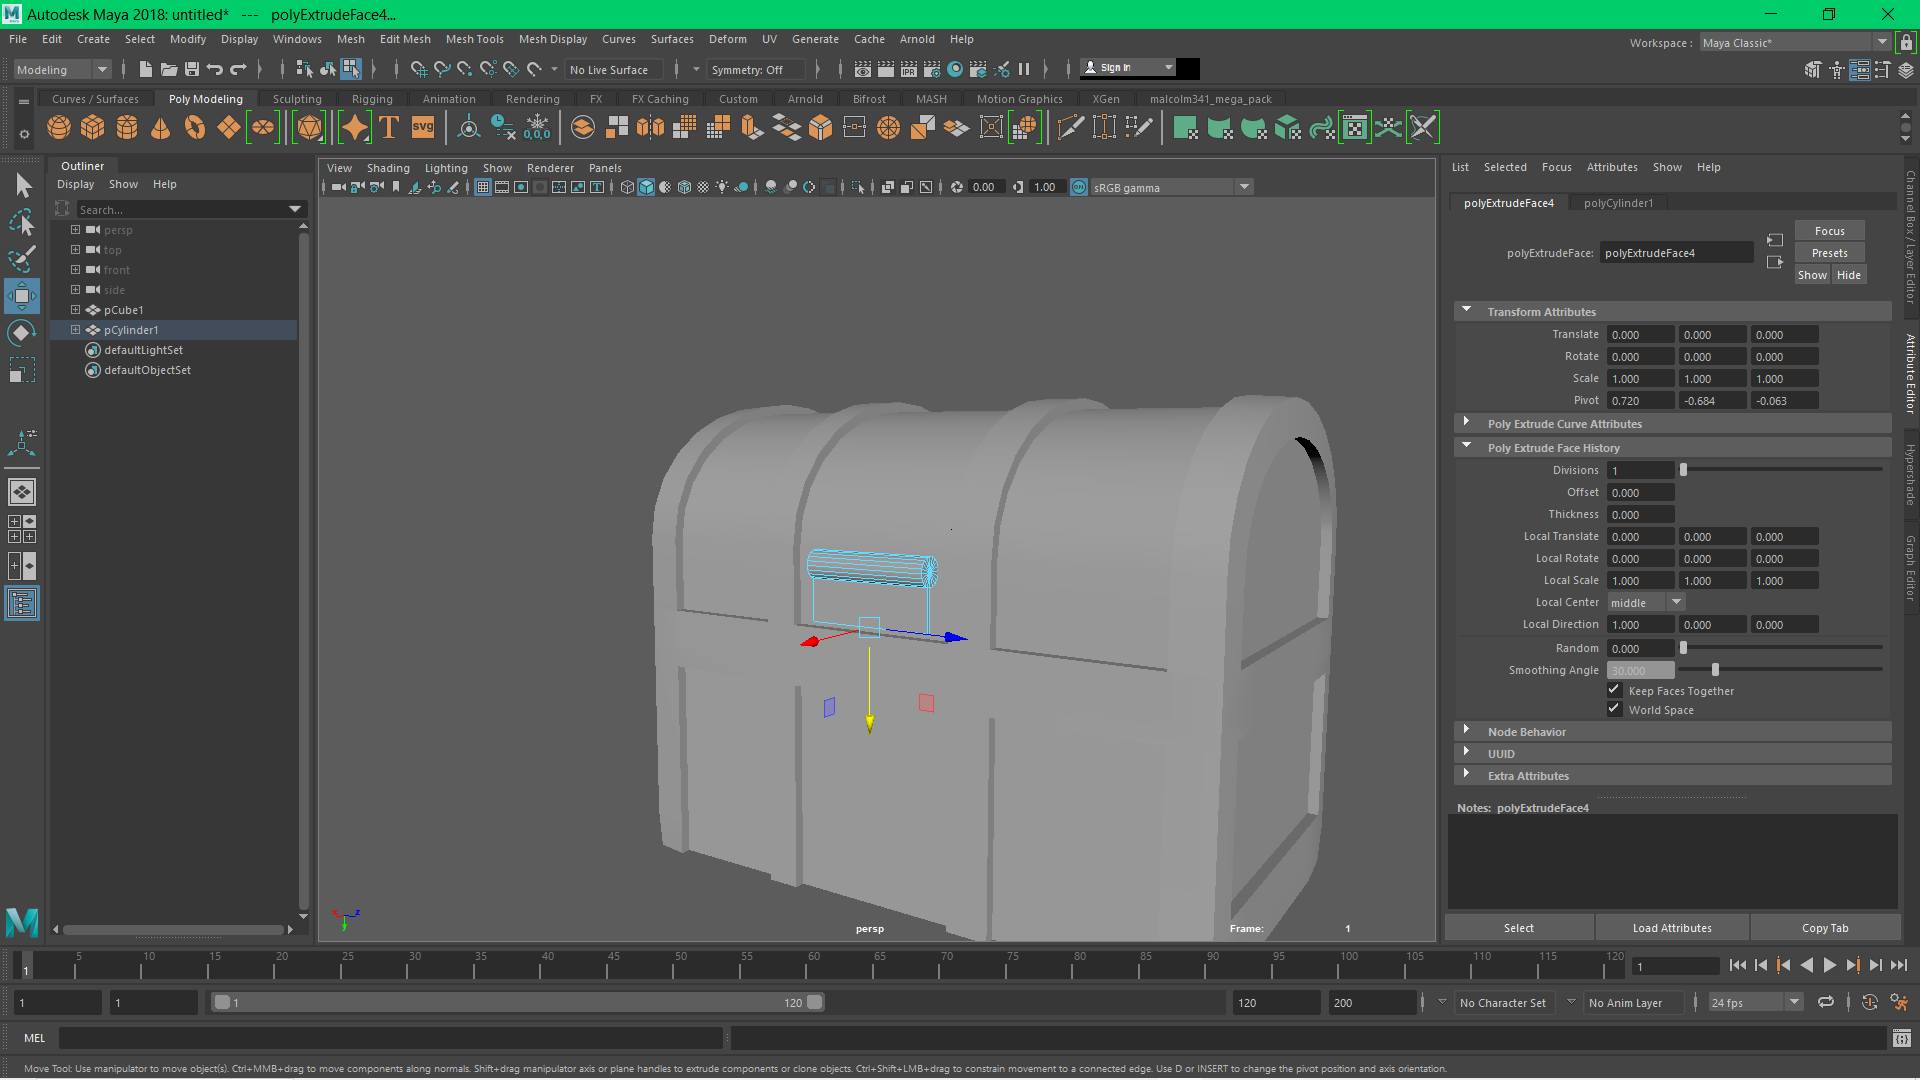 Autodesk Maya 2018: untitled*   ---   polyExtrudeFace4...
File Edit Create Select Modify Display Windows Mesh Edit Mesh Mesh Tools Mesh Display Curves Surfaces Deform UV Generate Cache Arnold Help
Workspace : Maya Classic*
Modeling No Live Surface Symmetry: Off Sign In
Curves / Surfaces Poly Modeling Sculpting Rigging Animation Rendering FX FX Caching Custom Arnold Bifrost MASH Motion Graphics XGen malcolm341_mega_pack
T SVG 0,0,0
Outliner
Display Show Help
Search...
persp
top
front
side
pCube1
pCylinder1
defaultLightSet
defaultObjectSet
View Shading Lighting Show Renderer Panels
0.00 1.00 ON sRGB gamma
persp
Frame: 1
List Selected Focus Attributes Show Help
polyExtrudeFace4 polyCylinder1
Focus
polyExtrudeFace: polyExtrudeFace4 Presets
Show Hide
Transform Attributes
Translate 0.000 0.000 0.000
Rotate 0.000 0.000 0.000
Scale 1.000 1.000 1.000
Pivot 0.720 -0.684 -0.063
Poly Extrude Curve Attributes
Poly Extrude Face History
Divisions 1
Offset 0.000
Thickness 0.000
Local Translate 0.000 0.000 0.000
Local Rotate 0.000 0.000 0.000
Local Scale 1.000 1.000 1.000
Local Center middle
Local Direction 1.000 0.000 0.000
Random 0.000
Smoothing Angle 30.000
Keep Faces Together
World Space
Node Behavior
UUID
Extra Attributes
Notes: polyExtrudeFace4
Select Load Attributes Copy Tab
Channel Box / Layer Editor
Attribute Editor
Hypershade
Graph Editor
1 5 10 15 20 25 30 35 40 45 50 55 60 65 70 75 80 85 90 95 100 105 110 115 120 1
1 1 1 120 120 200 No Character Set No Anim Layer 24 fps
MEL
Move Tool: Use manipulator to move object(s). Ctrl+MMB+drag to move components along normals. Shift+drag manipulator axis or plane handles to extrude components or clone objects. Ctrl+Shift+LMB+drag to constrain movement to a connected edge. Use D or INSERT to change the pivot position and axis orientation.